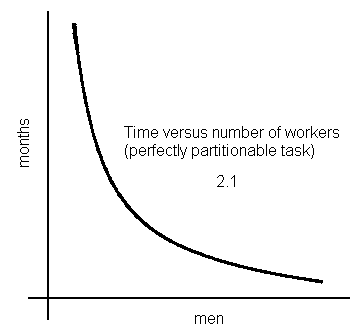 months
Time versus number of workers
(perfectly partitionable task)
2.1
men